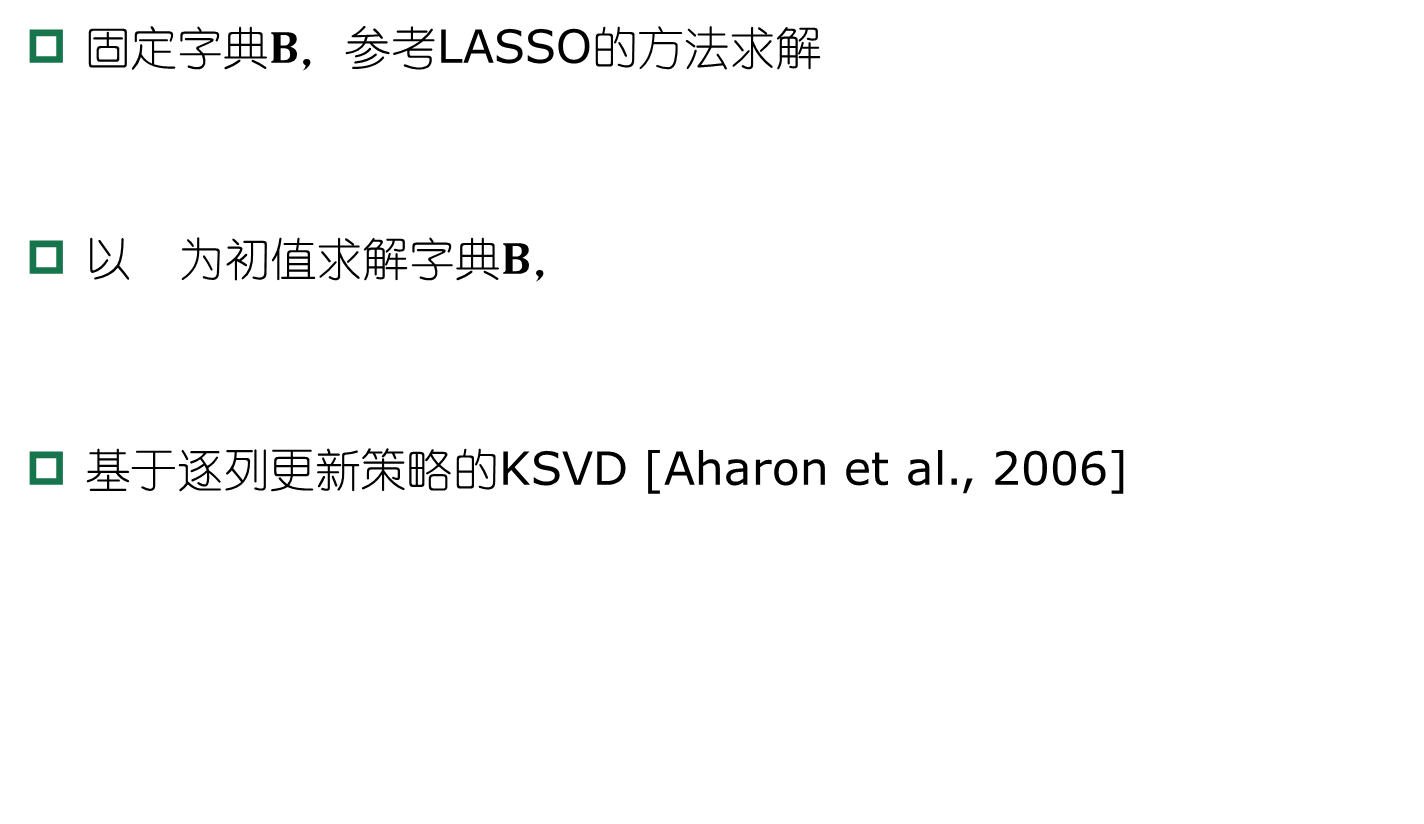 固定字典B，参考LASSO的方法求解
以 为初值求解字典B，
基于逐列更新策略的KSVD [Aharon et al., 2006]